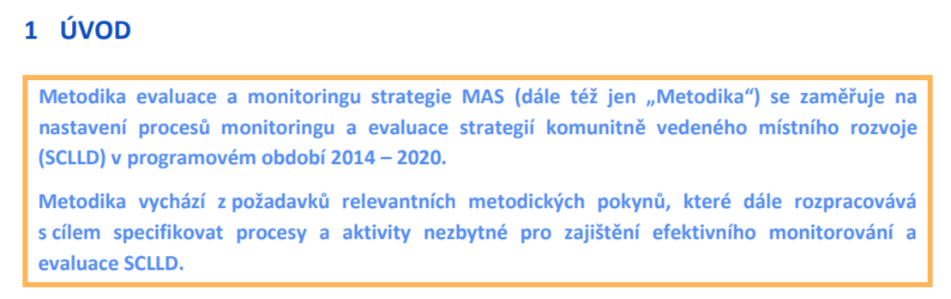 1 ÚVOD
Metodika evaluace a monitoringu strategie MAS (dále též jen „Metodika“) se zaměřuje na
nastavení procesů monitoringu a evaluace strategií komunitně vedeného místního rozvoje
(SCLLD) v programovém období 2014 – 2020.
Metodika vychází z požadavků relevantních metodických pokynů, které dále rozpracovává
s cílem specifikovat procesy a aktivity nezbytné pro zajištění efektivního monitorování a
evaluace SCLLD.